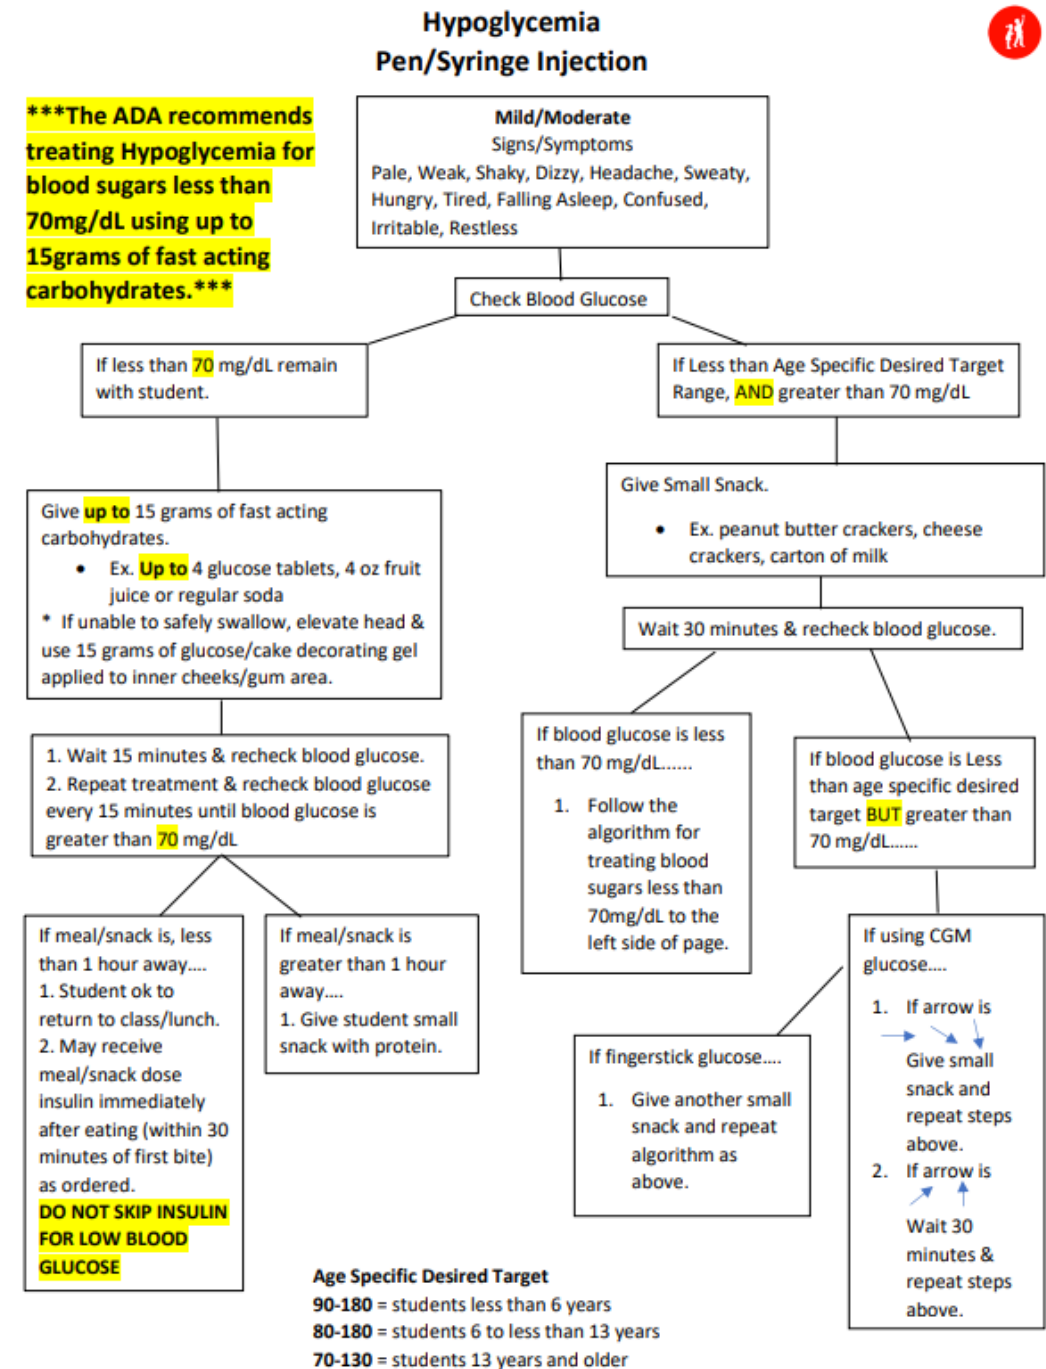 Hypoglycemia
Pen/Syringe Injection
***The ADA recommends
treating Hypoglycemia for
blood sugars less than
70mg/dL using up to
15grams of fast acting
carbohydrates.***
Mild/Moderate
Signs/Symptoms
Pale, Weak, Shaky, Dizzy, Headache, Sweaty,
Hungry, Tired, Falling Asleep, Confused,
Irritable, Restless
Check Blood Glucose
If less than 70 mg/dL remain
with student.
Give up to 15 grams of fast acting
carbohydrates.
• Ex. Up to 4 glucose tablets, 4 oz fruit
juice or regular soda
* If unable to safely swallow, elevate head &
use 15 grams of glucose/cake decorating gel
applied to inner cheeks/gum area.
1. Wait 15 minutes & recheck blood glucose.
2. Repeat treatment & recheck blood glucose
every 15 minutes until blood glucose is
greater than 70 mg/dL
If meal/snack is, less
than 1 hour away....
1. Student ok to
return to class/lunch.
2. May receive
meal/snack dose
insulin immediately
after eating (within 30
minutes of first bite)
as ordered.
DO NOT SKIP INSULIN
FOR LOW BLOOD
GLUCOSE
If meal/snack is
greater than 1 hour
away....
1. Give student small
snack with protein.
If Less than Age Specific Desired Target
Range, AND greater than 70 mg/dL
Give Small Snack.
• Ex. peanut butter crackers, cheese
crackers, carton of milk
Wait 30 minutes & recheck blood glucose.
If blood glucose is less
than 70 mg/dL......
1. Follow the
algorithm for
treating blood
sugars less than
70mg/dL to the
left side of page.
If blood glucose is Less
than age specific desired
target BUT greater than
70 mg/dL......
If fingerstick glucose....
1. Give another small
snack and repeat
algorithm as
above.
If using CGM
glucose....
1. If arrow is
Give small
snack and
repeat steps
above.
2. If arrow is
Wait 30
minutes &
repeat steps
above.
Age Specific Desired Target
90-180 = students less than 6 years
80-180 = students 6 to less than 13 years
70-130 = students 13 years and older